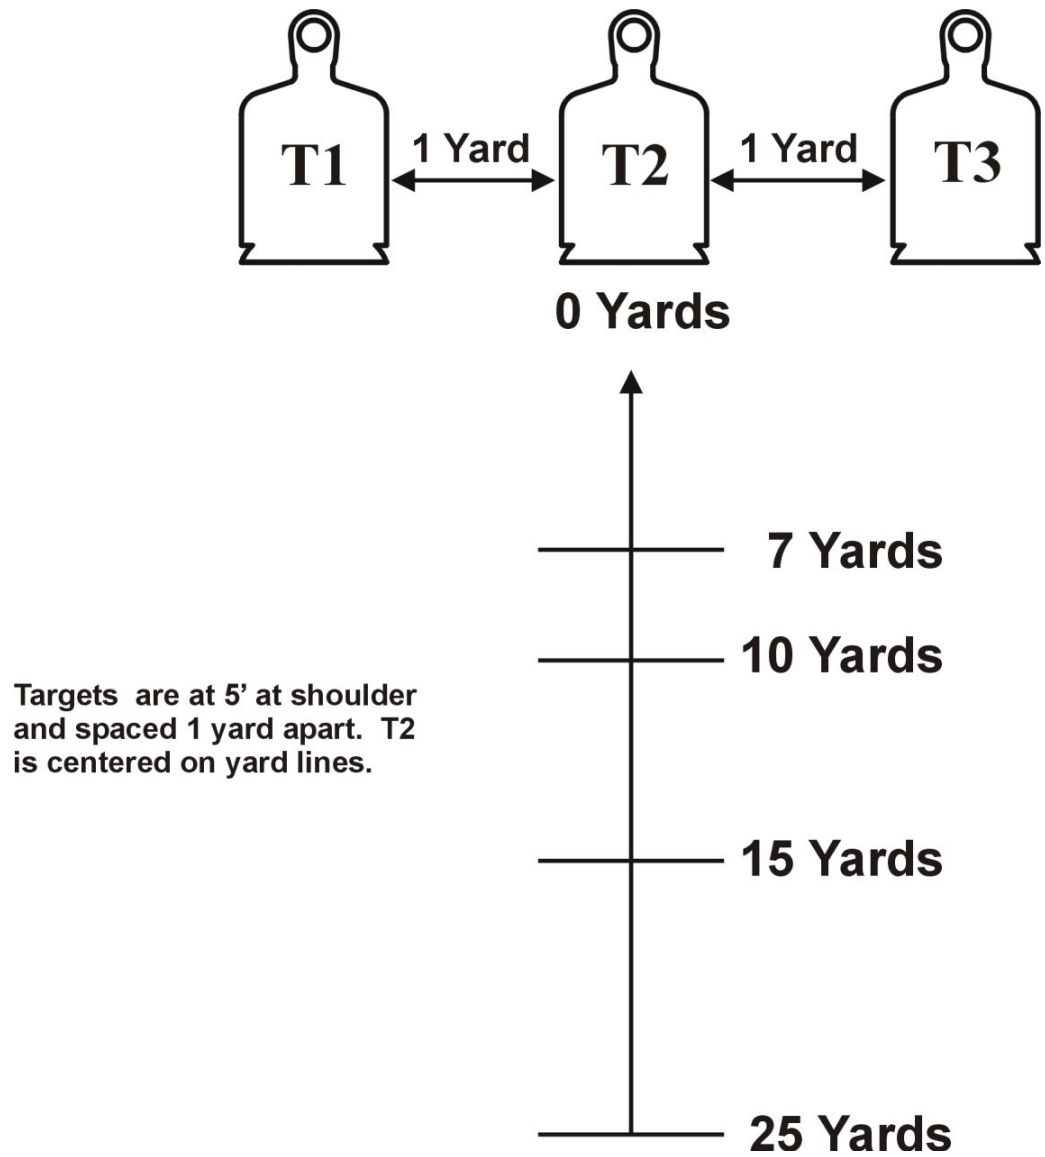 T1
1 Yard
T2
1 Yard
T3
0 Yards
7 Yards
10 Yards
Targets are at 5' at shoulder
and spaced 1 yard apart. T2
is centered on yard lines.
15 Yards
25 Yards